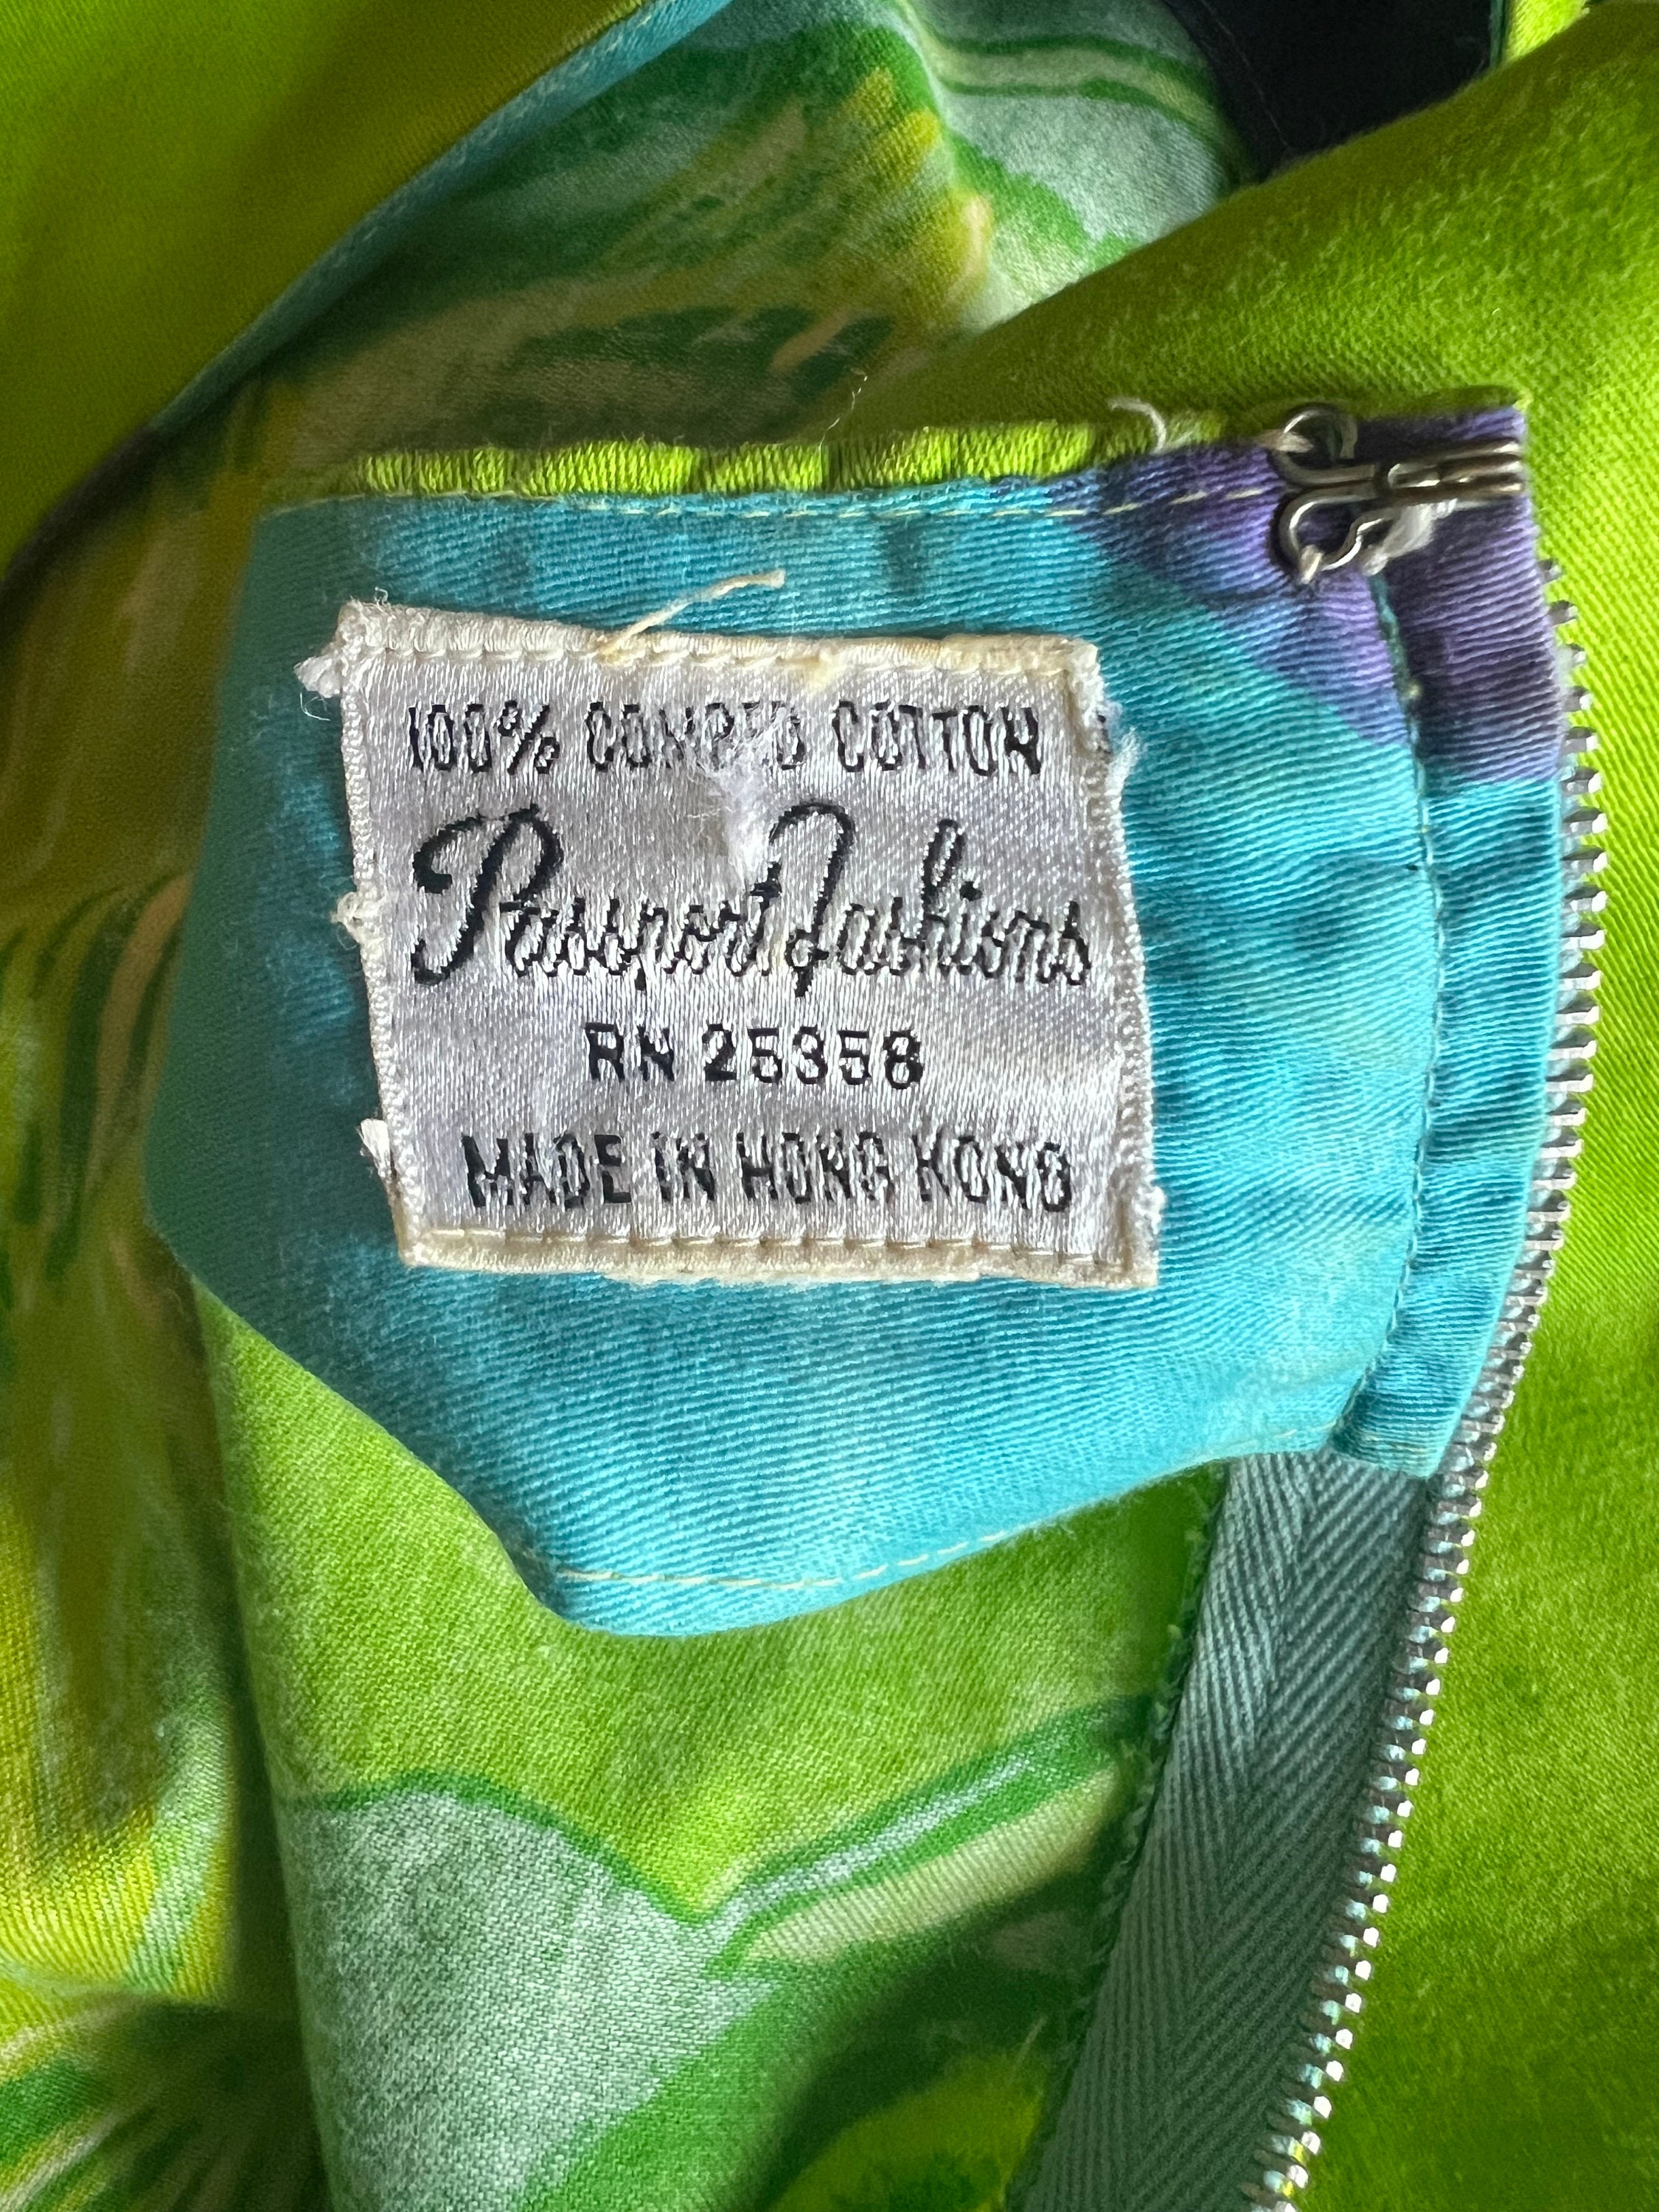 100% COMBED COTTON
Passport Fashions
RN 25358
MADE IN HONG KONG